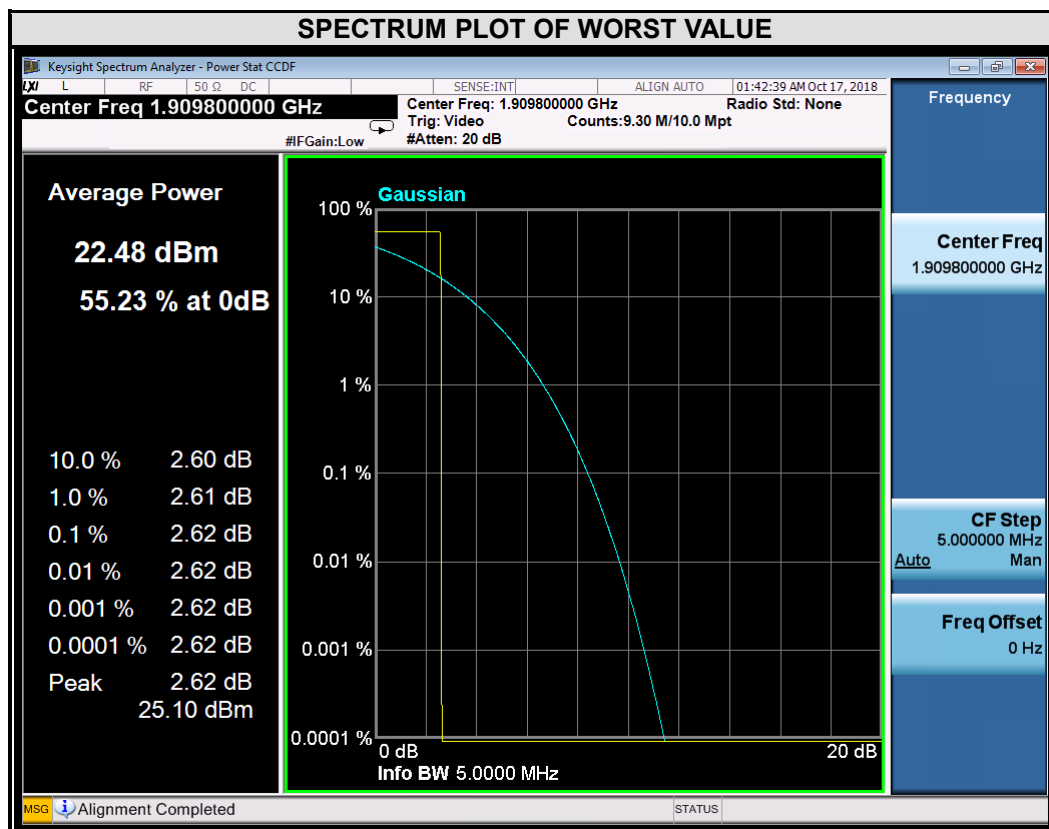 SPECTRUM PLOT OF WORST VALUE
Keysight Spectrum Analyzer - Power Stat CCDF
LXI L RF 50 Ω DC SENSE:INT ALIGN AUTO 01:42:39 AM Oct 17, 2018
Center Freq 1.909800000 GHz
#IFGain:Low
Center Freq: 1.909800000 GHz Radio Std: None
Trig: Video Counts:9.30 M/10.0 Mpt
#Atten: 20 dB
Average Power
22.48 dBm
55.23 % at 0dB
10.0 % 2.60 dB
1.0 % 2.61 dB
0.1 % 2.62 dB
0.01 % 2.62 dB
0.001 % 2.62 dB
0.0001 % 2.62 dB
Peak 2.62 dB
25.10 dBm
Gaussian
100 %
10 %
1 %
0.1 %
0.01 %
0.001 %
0.0001 %
0 dB 20 dB
Info BW 5.0000 MHz
Frequency
Center Freq
1.909800000 GHz
CF Step
5.000000 MHz
Auto Man
Freq Offset
0 Hz
MSG Alignment Completed STATUS